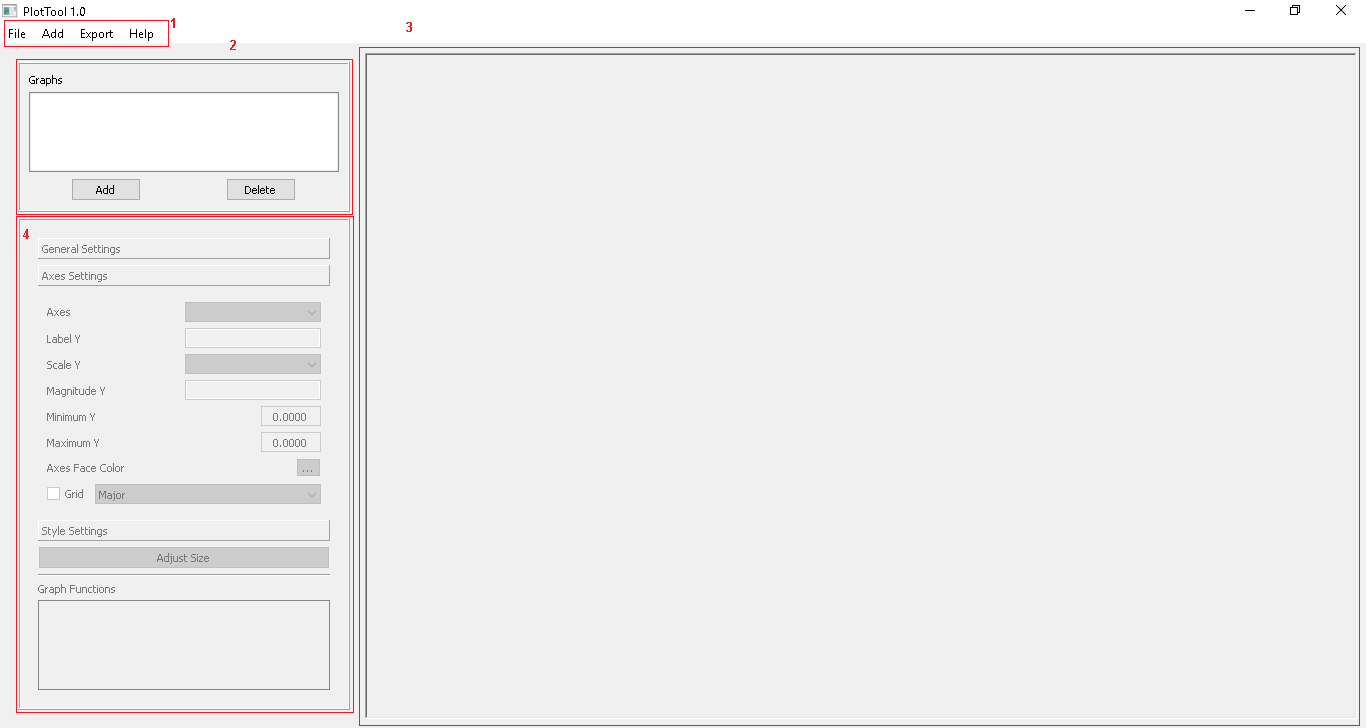 PlotTool 1.0
File Add Export Help
1
2
3
Graphs
Add Delete
4
General Settings
Axes Settings
Axes
Label Y
Scale Y
Magnitude Y
Minimum Y 0.0000
Maximum Y 0.0000
Axes Face Color ...
Grid Major
Style Settings
Adjust Size
Graph Functions